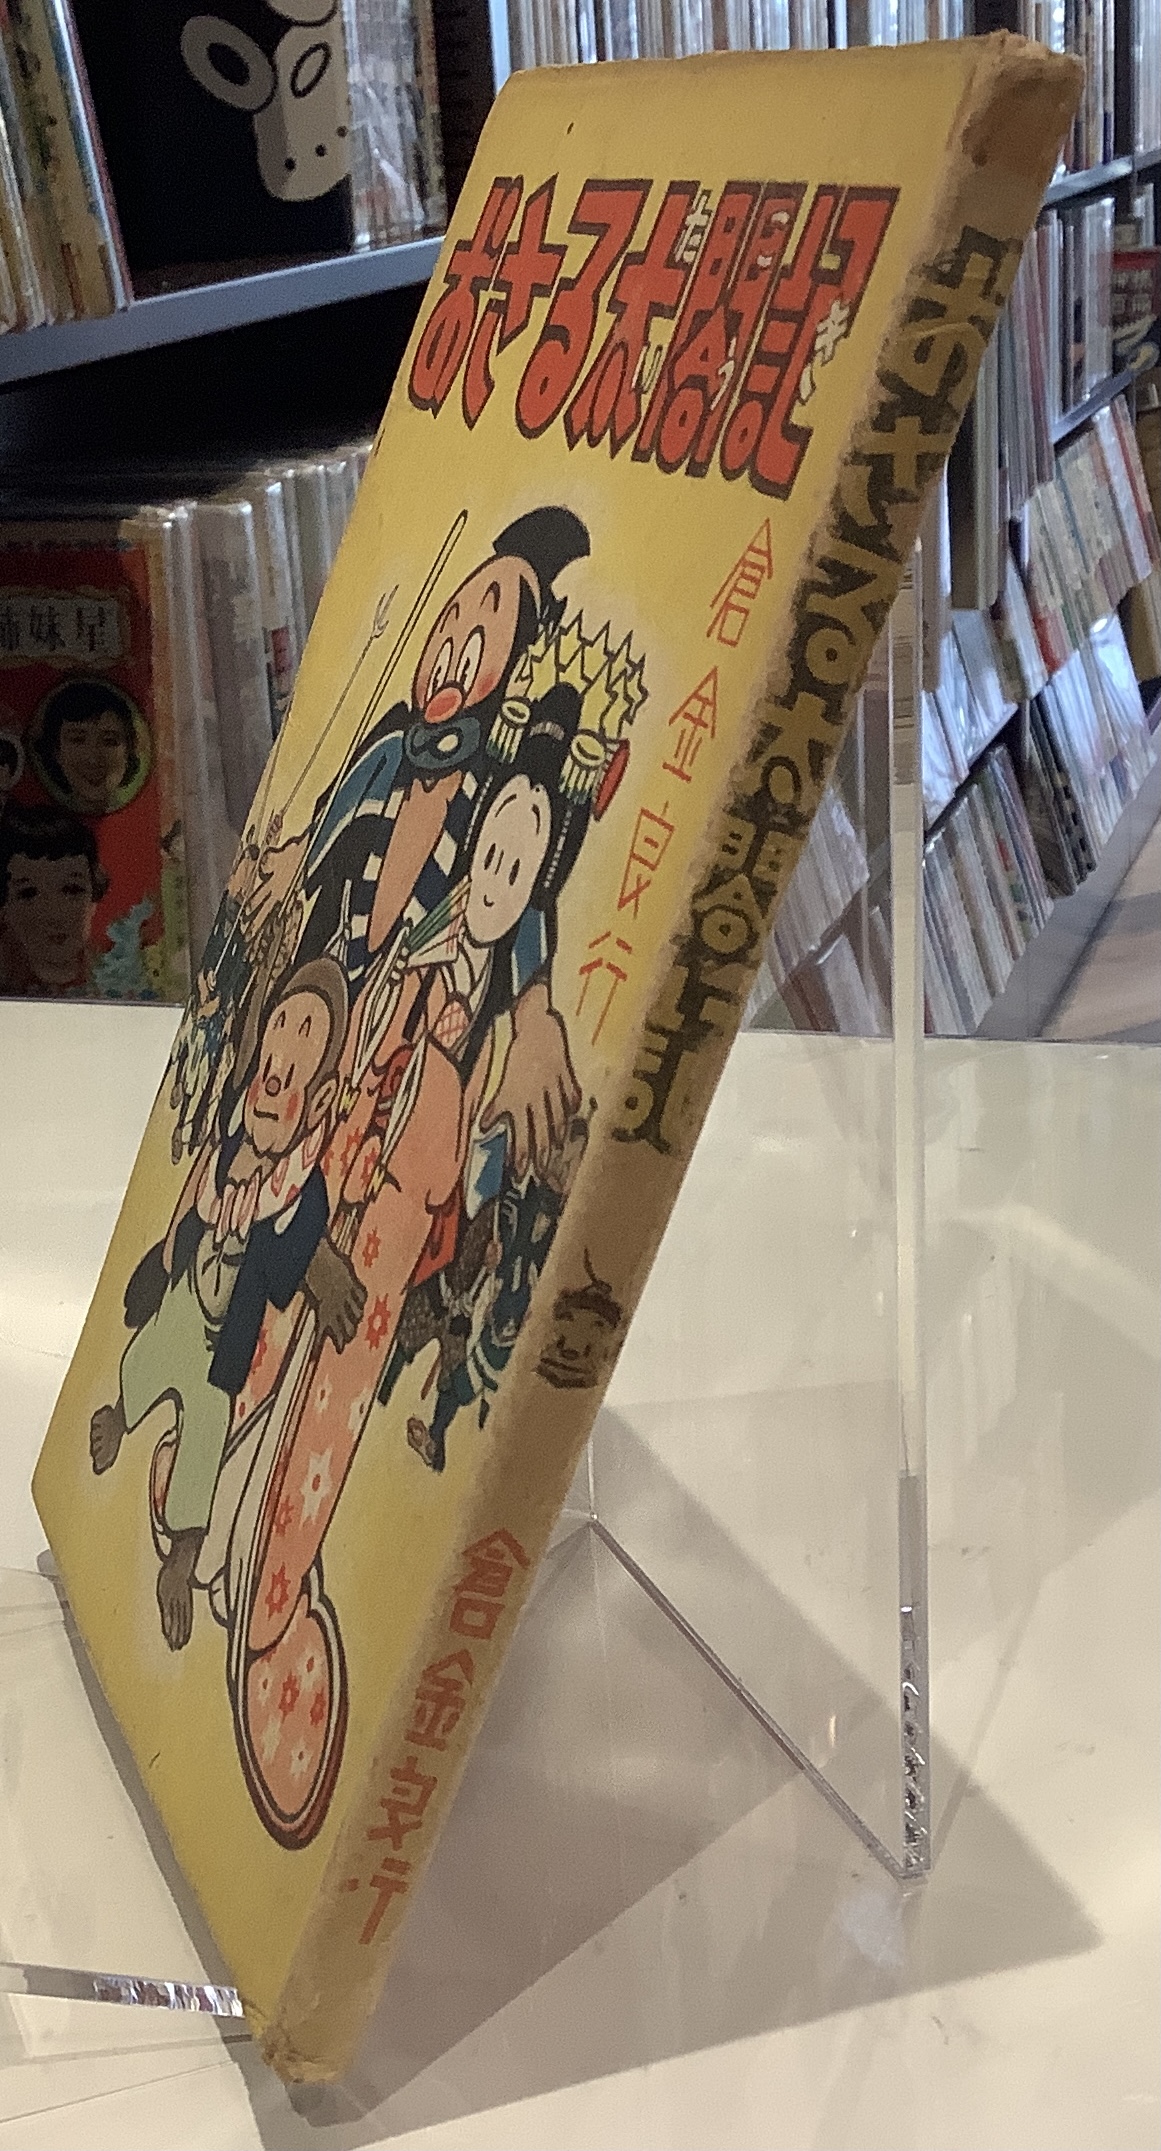 おさる太閤記
たいこうき
倉金良行
おさる太閤記
倉金良行
姉妹星